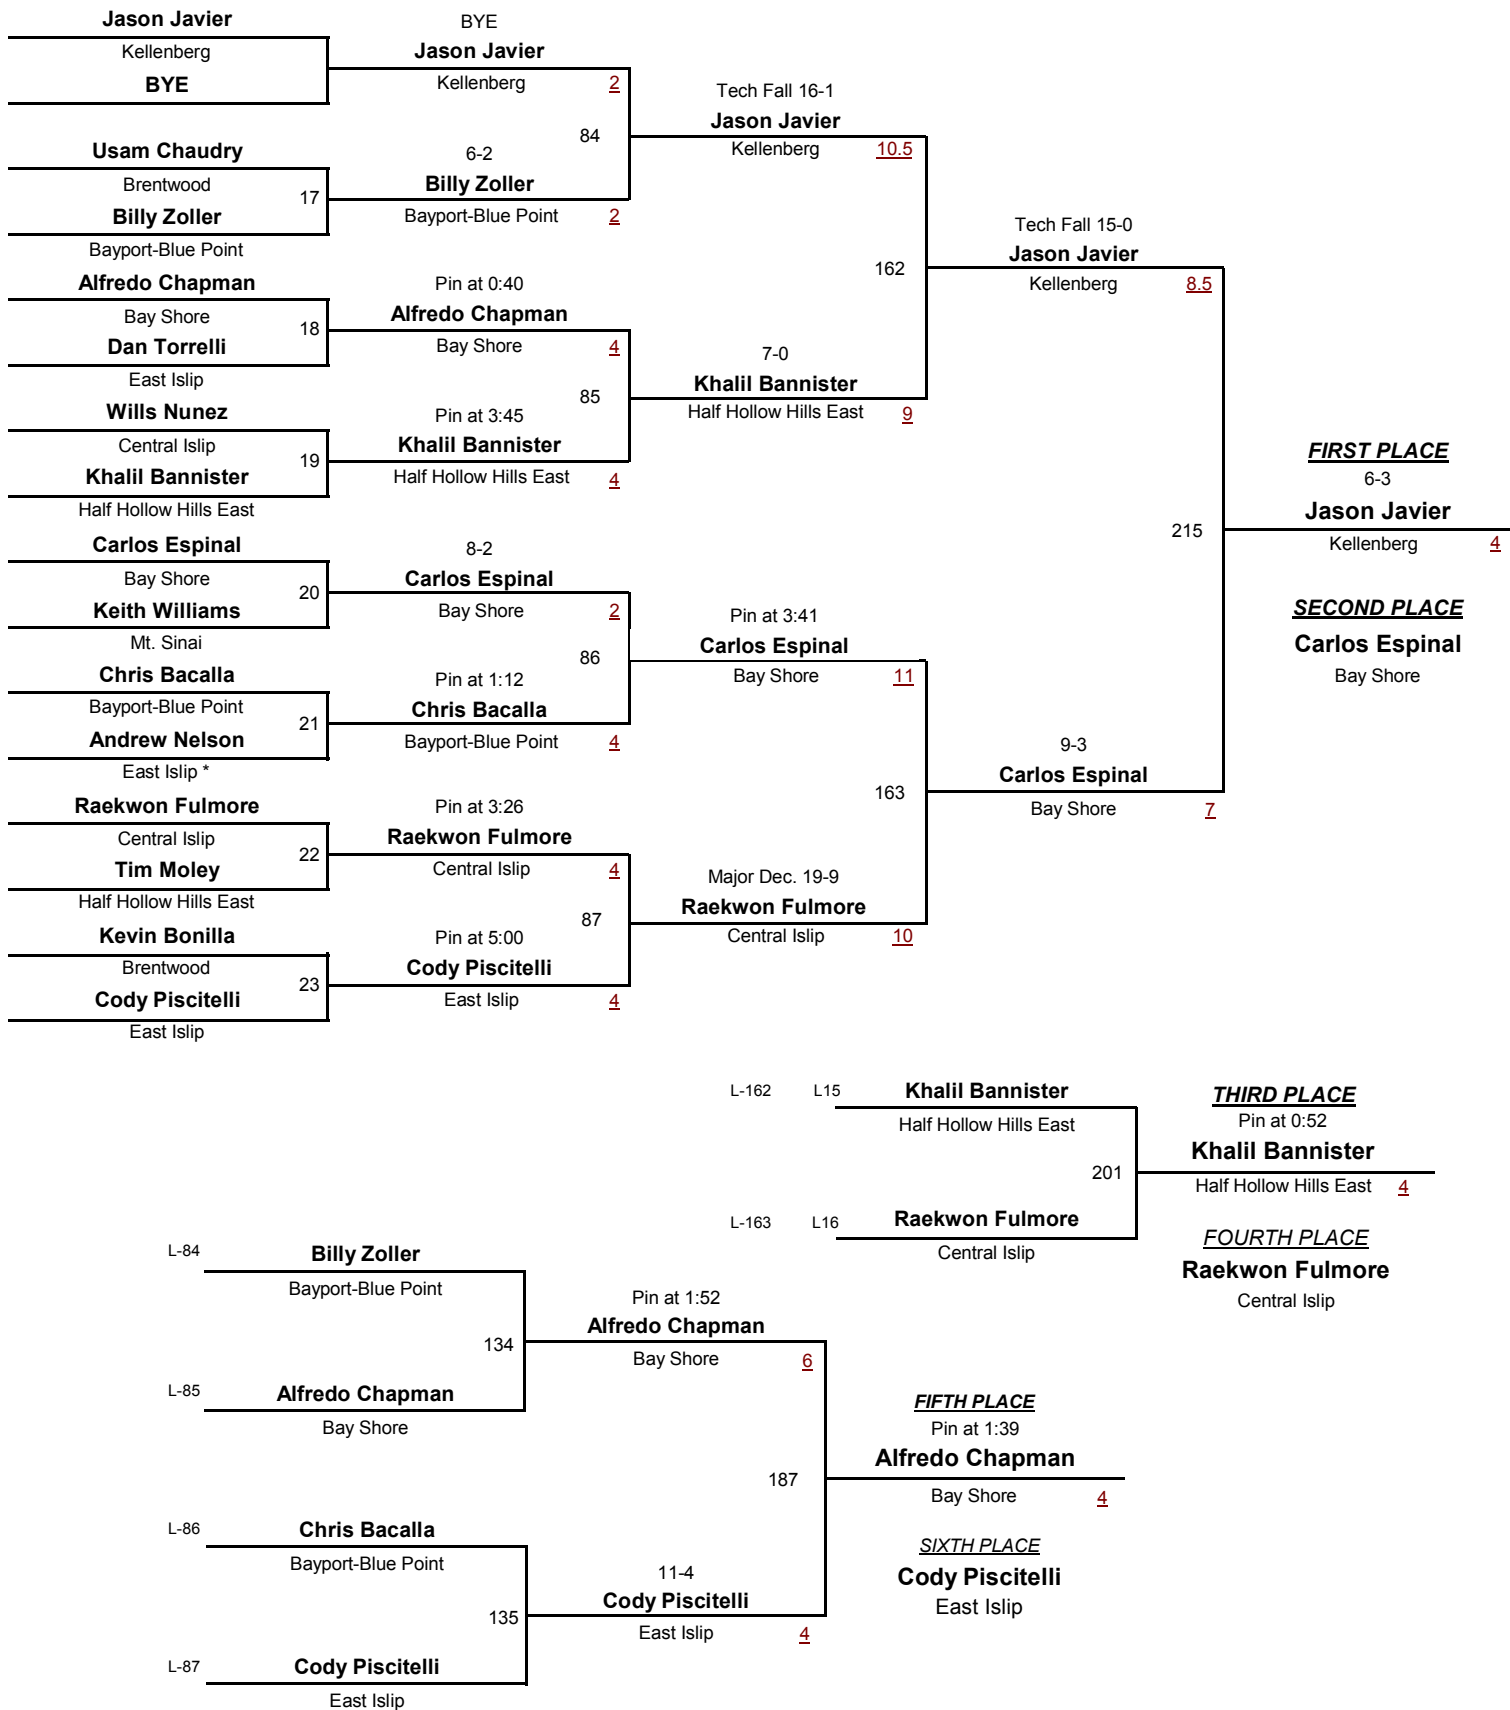 Jason Javier
Kellenberg
BYE
Usam Chaudry
Brentwood
17
Billy Zoller
Bayport-Blue Point
Alfredo Chapman
Bay Shore
18
Dan Torrelli
East Islip
Wills Nunez
Central Islip
19
Khalil Bannister
Half Hollow Hills East
Carlos Espinal
Bay Shore
20
Keith Williams
Mt. Sinai
Chris Bacalla
Bayport-Blue Point
21
Andrew Nelson
East Islip *
Raekwon Fulmore
Central Islip
22
Tim Moley
Half Hollow Hills East
Kevin Bonilla
Brentwood
23
Cody Piscitelli
East Islip
BYE
Jason Javier
Kellenberg 2
84
6-2
Billy Zoller
Bayport-Blue Point 2
Pin at 0:40
Alfredo Chapman
Bay Shore 4
85
Pin at 3:45
Khalil Bannister
Half Hollow Hills East 4
8-2
Carlos Espinal
Bay Shore 2
86
Pin at 1:12
Chris Bacalla
Bayport-Blue Point 4
Pin at 3:26
Raekwon Fulmore
Central Islip 4
87
Pin at 5:00
Cody Piscitelli
East Islip 4
Tech Fall 16-1
Jason Javier
Kellenberg 10.5
162
7-0
Khalil Bannister
Half Hollow Hills East 9
Pin at 3:41
Carlos Espinal
Bay Shore 11
163
Major Dec. 19-9
Raekwon Fulmore
Central Islip 10
Tech Fall 15-0
Jason Javier
Kellenberg 8.5
215
9-3
Carlos Espinal
Bay Shore 7
FIRST PLACE
6-3
Jason Javier
Kellenberg 4
SECOND PLACE
Carlos Espinal
Bay Shore
L-162 L15 Khalil Bannister
Half Hollow Hills East
201
L-163 L16 Raekwon Fulmore
Central Islip
THIRD PLACE
Pin at 0:52
Khalil Bannister
Half Hollow Hills East 4
FOURTH PLACE
Raekwon Fulmore
Central Islip
L-84 Billy Zoller
Bayport-Blue Point
134
L-85 Alfredo Chapman
Bay Shore
L-86 Chris Bacalla
Bayport-Blue Point
135
L-87 Cody Piscitelli
East Islip
Pin at 1:52
Alfredo Chapman
Bay Shore 6
187
11-4
Cody Piscitelli
East Islip 4
FIFTH PLACE
Pin at 1:39
Alfredo Chapman
Bay Shore 4
SIXTH PLACE
Cody Piscitelli
East Islip